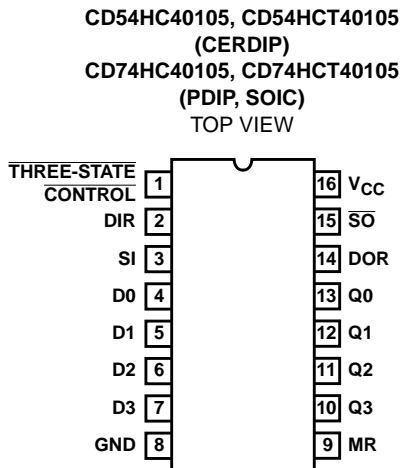 CD54HC40105, CD54HCT40105
(CERDIP)
CD74HC40105, CD74HCT40105
(PDIP, SOIC)
TOP VIEW
THREE-STATE
CONTROL 1
16 VCC
DIR 2
15 SO
SI 3
14 DOR
D0 4
13 Q0
D1 5
12 Q1
D2 6
11 Q2
D3 7
10 Q3
GND 8
9 MR